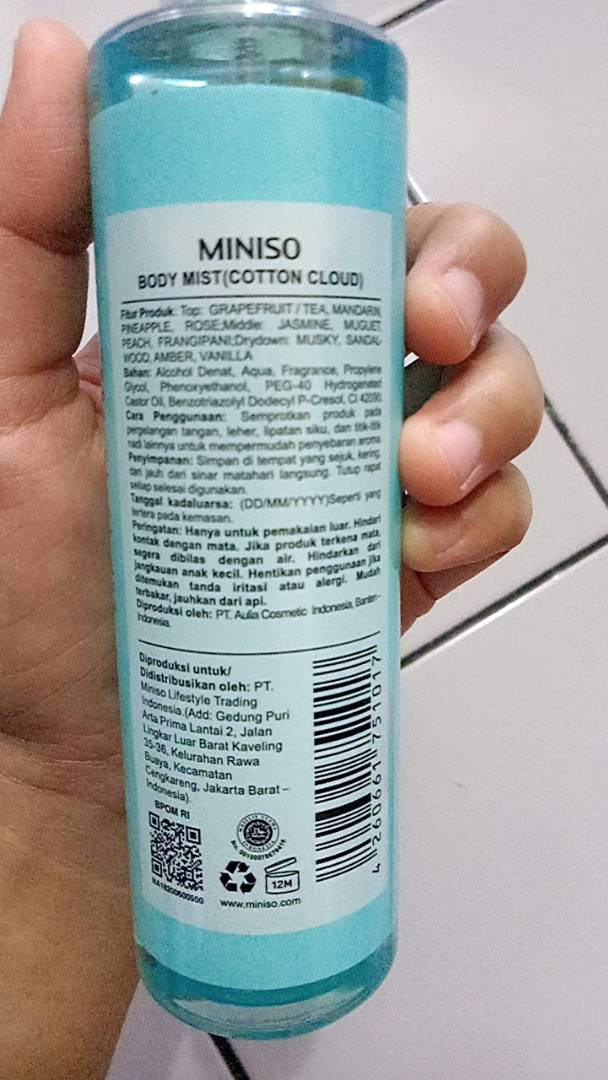 MINISO
BODY MIST(COTTON CLOUD)
Fitur Produk: Top: GRAPEFRUIT / TEA, MANDARIN,
PINEAPPLE, ROSE;Middle: JASMINE, MUGUET,
PEACH, FRANGIPANI;Drydown: MUSKY, SANDAL-
WOOD, AMBER, VANILLA
Bahan: Alcohol Denat, Aqua, Fragrance, Propylene
Glycol, Phenoxyethanol, PEG-40 Hydrogenated
Castor Oil, Benzotriazolyl Dodecyl P-Cresol, CI 42090
Cara Penggunaan: Semprotkan produk pada
pergelangan tangan, leher, lipatan siku, dan titik-titik
nadi lainnya untuk mempermudah penyebaran aroma.
Penyimpanan: Simpan di tempat yang sejuk, kering,
dan jauh dari sinar matahari langsung. Tutup rapat
setiap selesai digunakan.
Tanggal kadaluarsa: (DD/MM/YYYY)Seperti yang
tertera pada kemasan.
Peringatan: Hanya untuk pemakaian luar. Hindari
kontak dengan mata. Jika produk terkena mata,
segera dibilas dengan air. Hindarkan dari
jangkauan anak kecil. Hentikan penggunaan jika
ditemukan tanda iritasi atau alergi. Mudah
terbakar, jauhkan dari api.
Diproduksi oleh: PT. Aulia Cosmetic Indonesia, Banten-
Indonesia.
Diproduksi untuk/
Didistribusikan oleh: PT.
Miniso Lifestyle Trading
Indonesia.(Add: Gedung Puri
Arta Prima Lantai 2, Jalan
Lingkar Luar Barat Kaveling
35-36, Kelurahan Rawa
Buaya, Kecamatan
Cengkareng, Jakarta Barat –
Indonesia).
BPOM RI
NA18200600500
12M
www.miniso.com
4 260661 751017